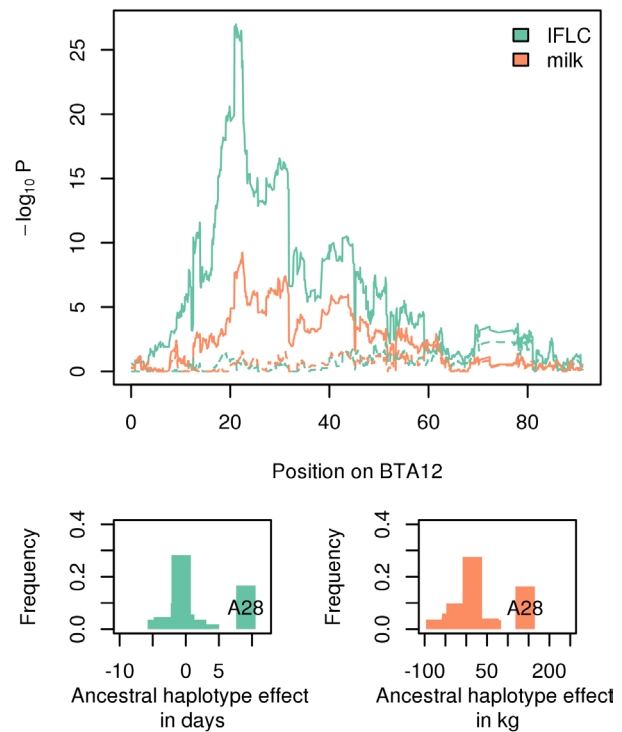 IFLC
milk
25
20
15
10
5
0
−log10 P
0 20 40 60 80
Position on BTA12
0.4
0.2
0.0
Frequency
A28
-10 0 5
Ancestral haplotype effect
in days
0.4
0.2
0.0
Frequency
A28
-100 50 200
Ancestral haplotype effect
in kg